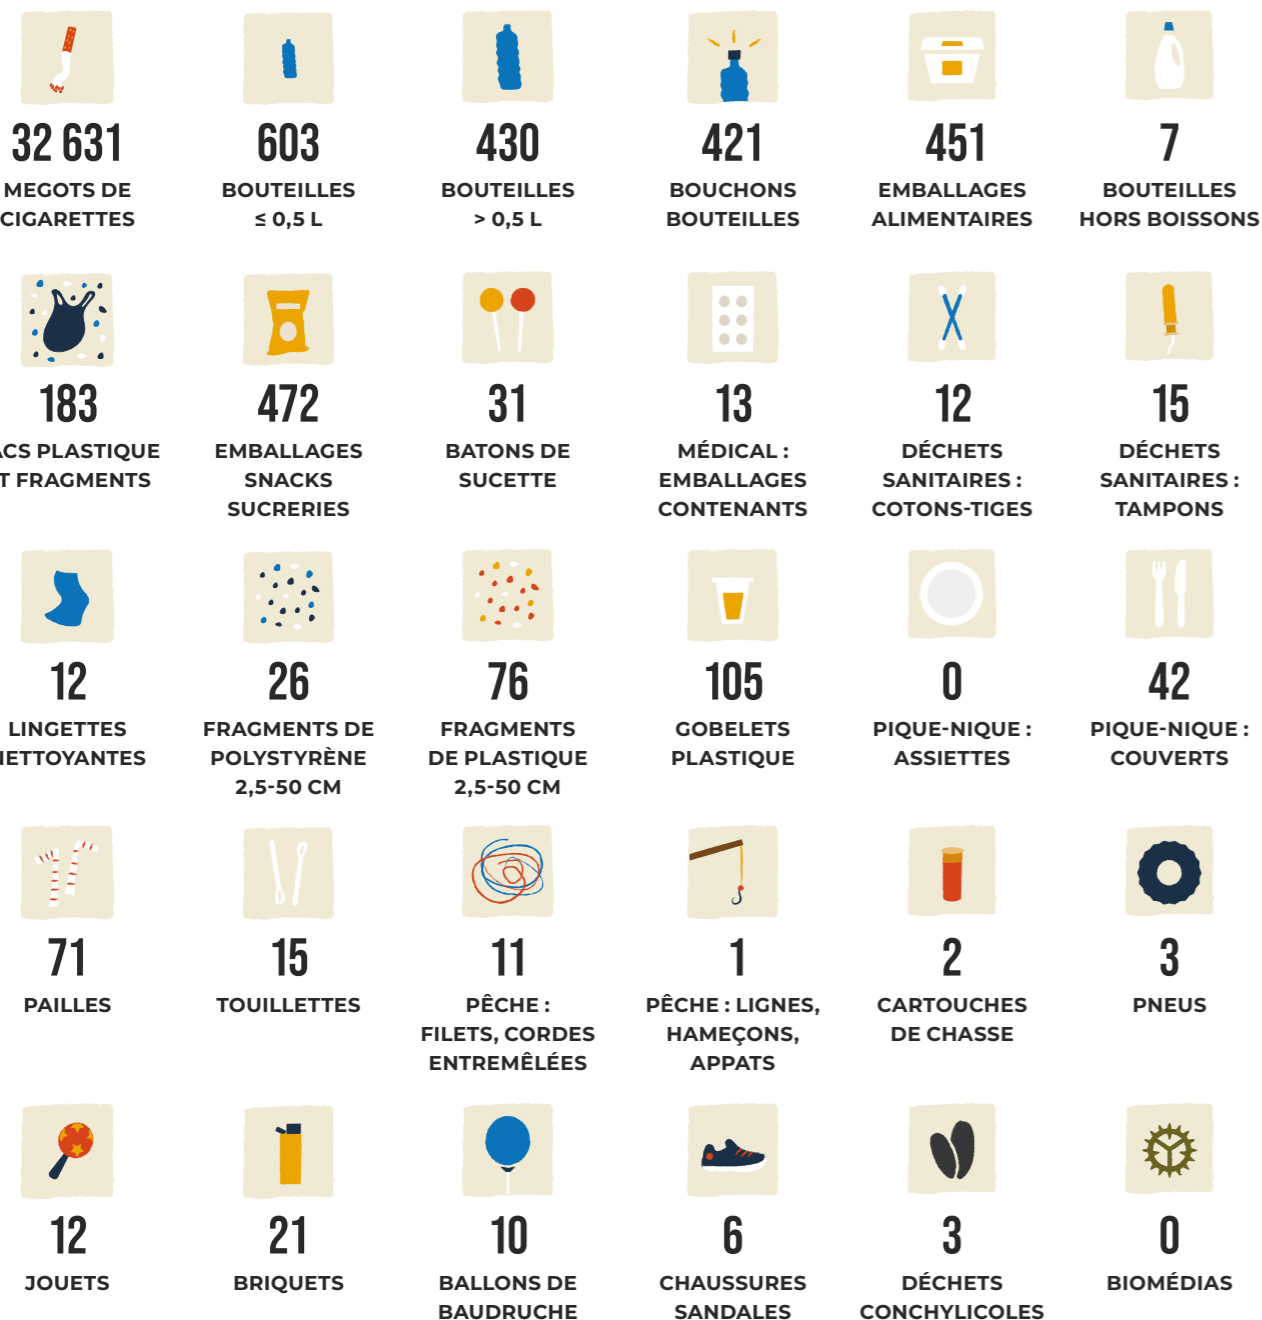 32 631
MEGOTS DE
CIGARETTES
603
BOUTEILLES
≤ 0,5 L
430
BOUTEILLES
> 0,5 L
421
BOUCHONS
BOUTEILLES
451
EMBALLAGES
ALIMENTAIRES
7
BOUTEILLES
HORS BOISSONS
183
ACS PLASTIQUE
T FRAGMENTS
472
EMBALLAGES
SNACKS
SUCRERIES
31
BATONS DE
SUCETTE
13
MÉDICAL :
EMBALLAGES
CONTENANTS
12
DÉCHETS
SANITAIRES :
COTONS-TIGES
15
DÉCHETS
SANITAIRES :
TAMPONS
12
LINGETTES
NETTOYANTES
26
FRAGMENTS DE
POLYSTYRÈNE
2,5-50 CM
76
FRAGMENTS
DE PLASTIQUE
2,5-50 CM
105
GOBELETS
PLASTIQUE
0
PIQUE-NIQUE :
ASSIETTES
42
PIQUE-NIQUE :
COUVERTS
71
PAILLES
15
TOUILLETTES
11
PÊCHE :
FILETS, CORDES
ENTREMÊLÉES
1
PÊCHE : LIGNES,
HAMEÇONS,
APPATS
2
CARTOUCHES
DE CHASSE
3
PNEUS
12
JOUETS
21
BRIQUETS
10
BALLONS DE
BAUDRUCHE
6
CHAUSSURES
SANDALES
3
DÉCHETS
CONCHYLICOLES
0
BIOMÉDIAS